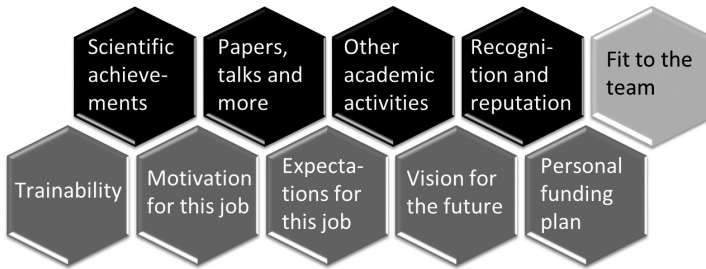 Scientific
achieve-
ments
Papers,
talks and
more
Other
academic
activities
Recogni-
tion and
reputation
Fit to the
team
Trainability
Motivation
for this job
Expecta-
tions for
this job
Vision for
the future
Personal
funding
plan